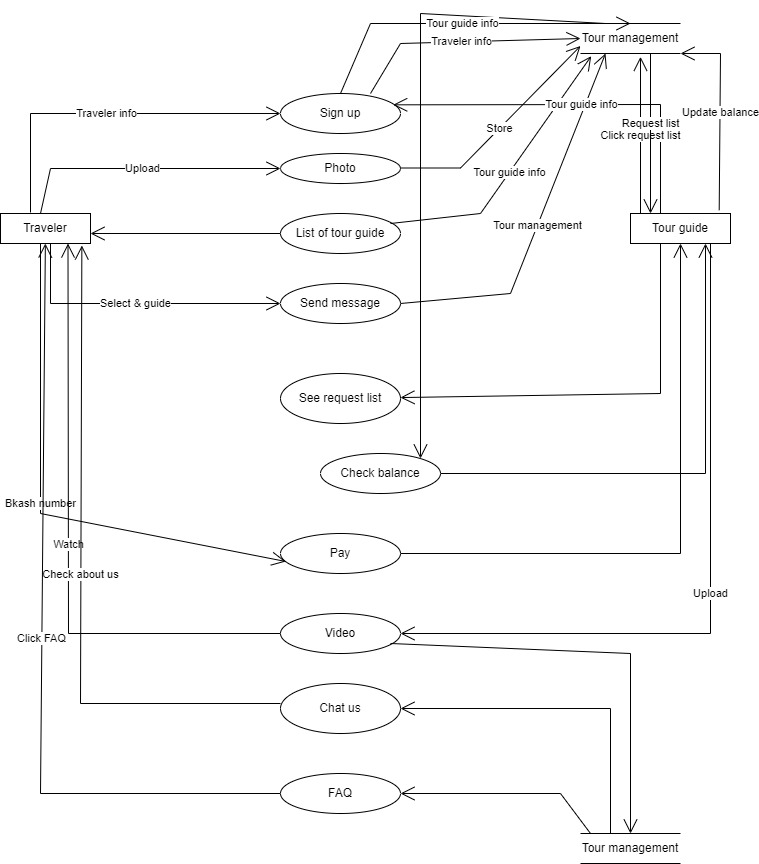 Tour guide info
Tour management
Traveler info
Traveler info
Sign up
Tour guide info
Update balance
Request list
Click request list
Store
Upload
Photo
Tour guide info
Traveler
List of tour guide
Tour management
Tour guide
Select & guide
Send message
See request list
Check balance
Bkash number
Watch
Pay
Check about us
Upload
Click FAQ
Video
Chat us
FAQ
Tour management